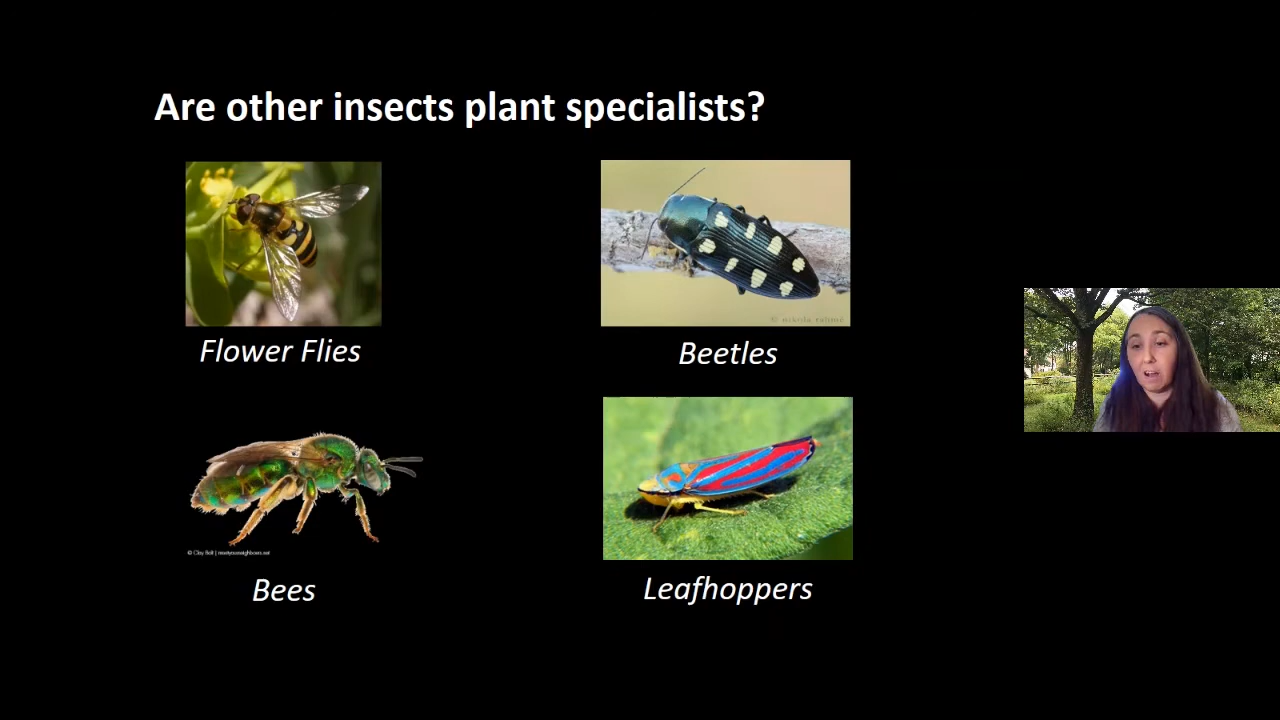 Are other insects plant specialists?
Flower Flies
Beetles
Bees
Leafhoppers